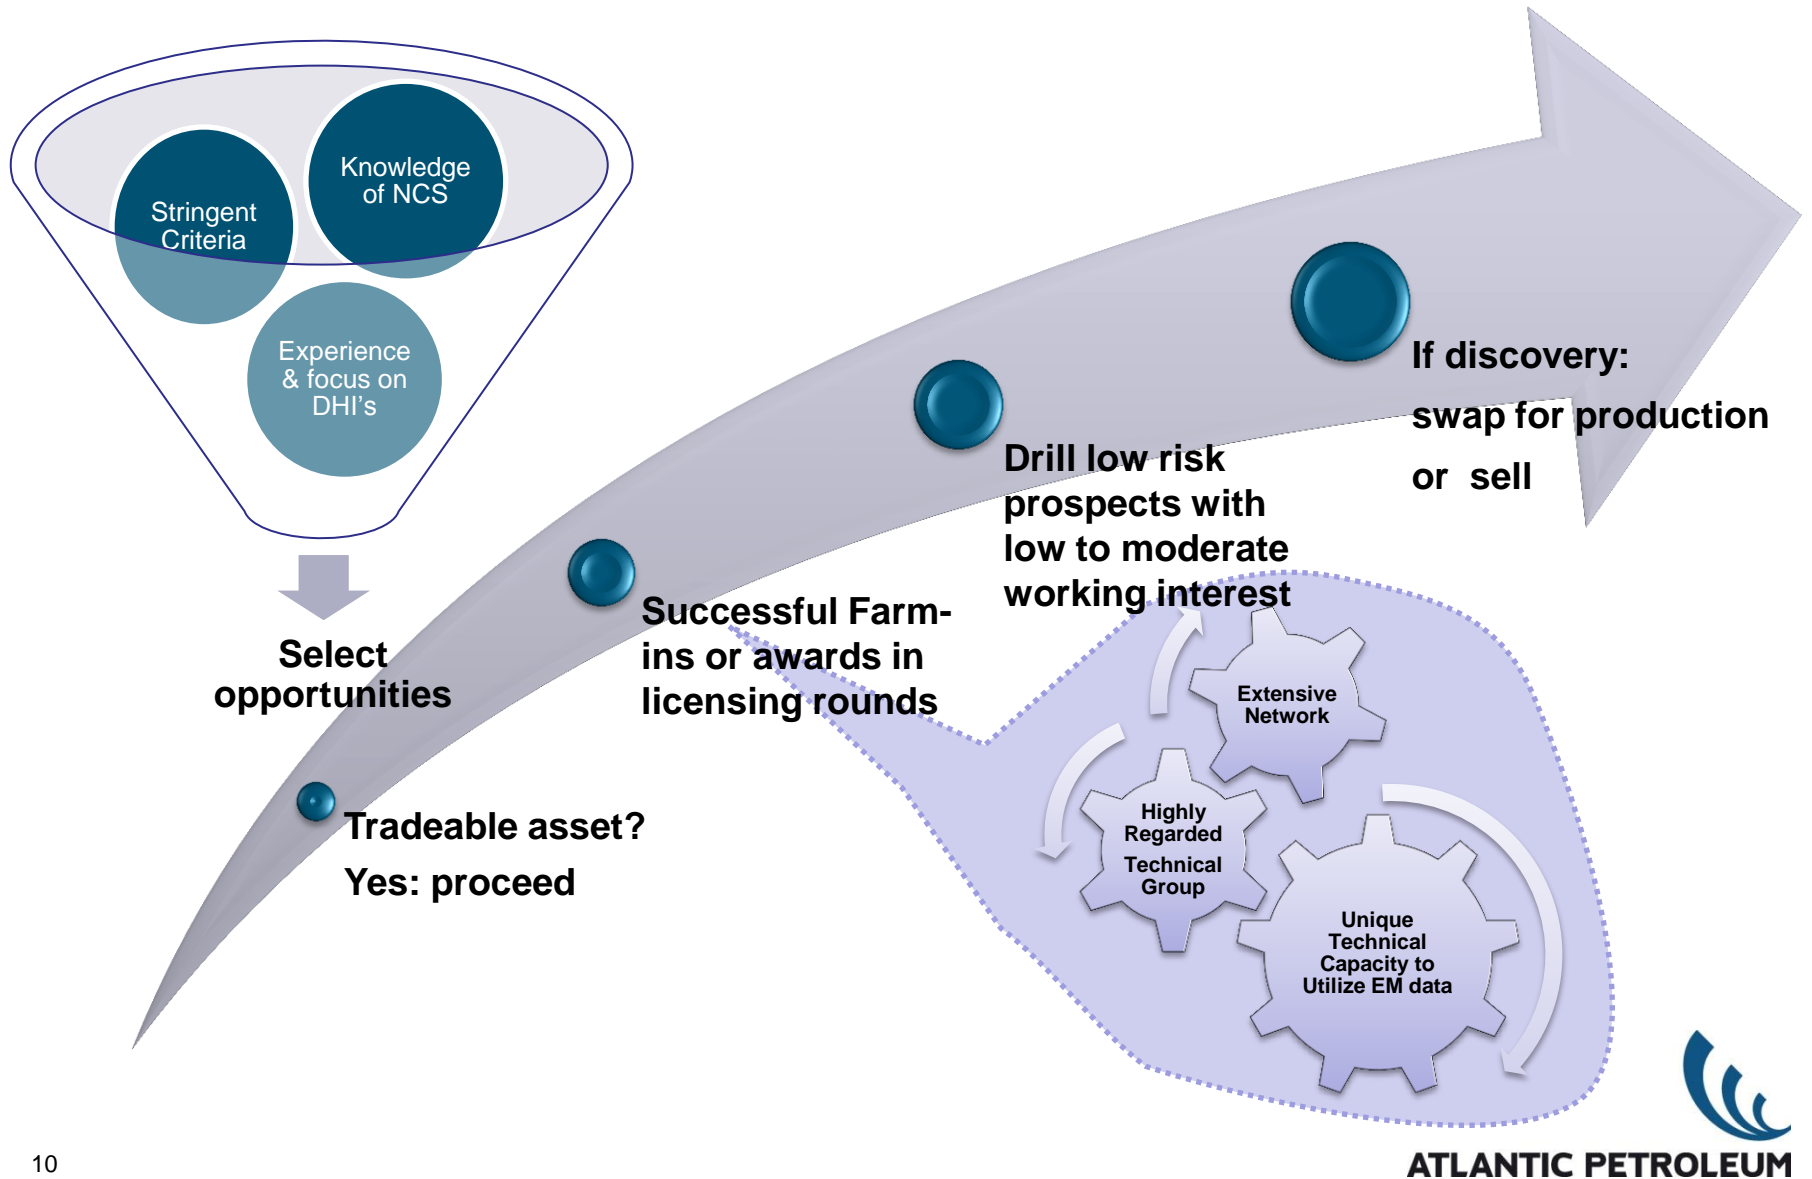 Knowledge
of NCS
Stringent
Criteria
Experience
& focus on
DHI's
Select
opportunities
Tradeable asset?
Yes: proceed
Successful Farm-
ins or awards in
licensing rounds
Drill low risk
prospects with
low to moderate
working interest
If discovery:
swap for production
or  sell
Extensive
Network
Highly
Regarded
Technical
Group
Unique
Technical
Capacity to
Utilize EM data
10
ATLANTIC PETROLEUM